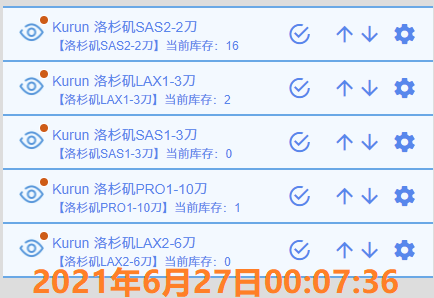 Kurun 洛杉矶SAS2-2刀
【洛杉矶SAS2-2刀】当前库存：16
Kurun 洛杉矶LAX1-3刀
【洛杉矶LAX1-3刀】当前库存：2
Kurun 洛杉矶SAS1-3刀
【洛杉矶SAS1-3刀】当前库存：0
Kurun 洛杉矶PRO1-10刀
【洛杉矶PRO1-10刀】当前库存：1
Kurun 洛杉矶LAX2-6刀
【洛杉矶LAX2-6刀】当前库存：0
2021年6月27日00:07:36